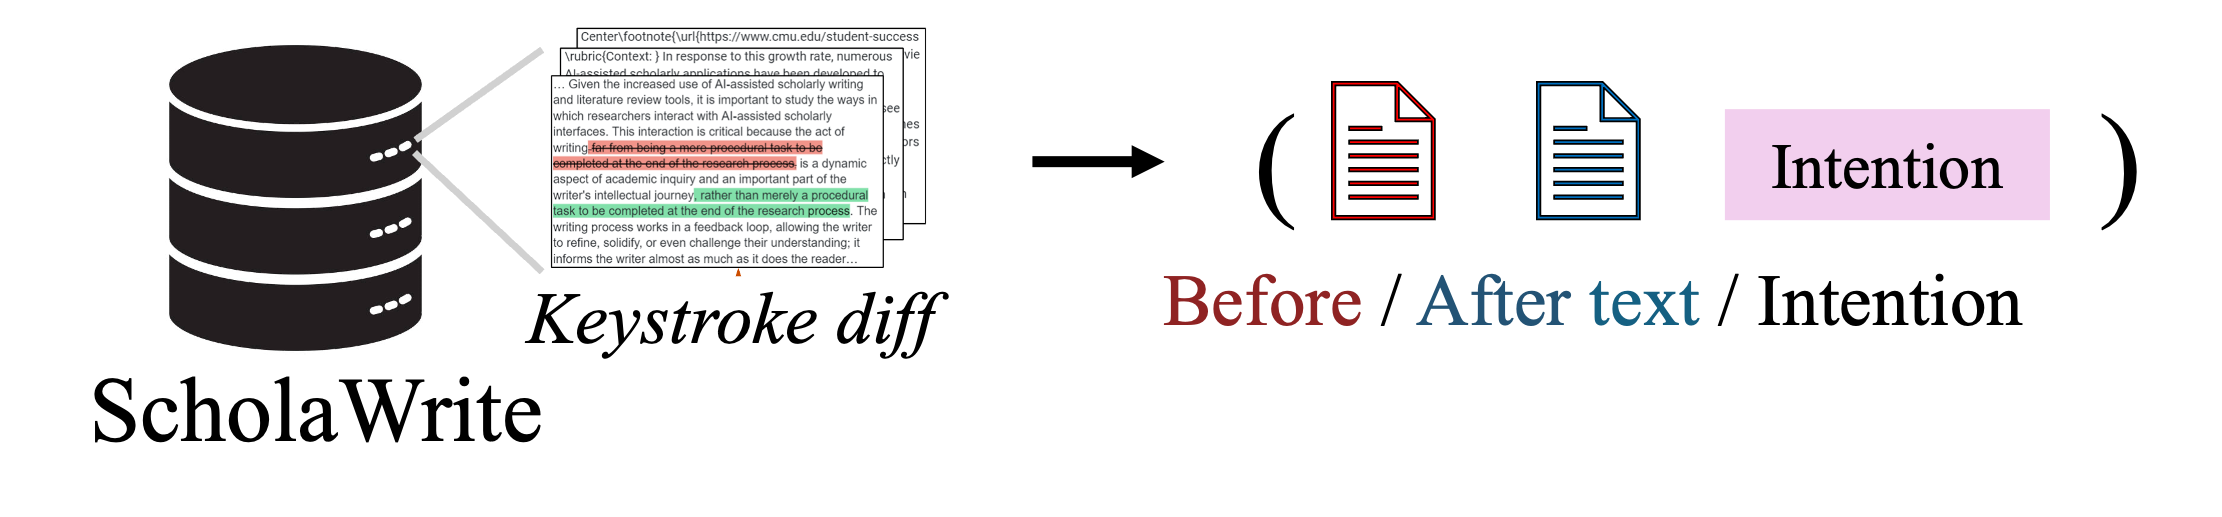 Center\footnote{\url{https://www.cmu.edu/student-success
\rubric{Context: } In response to this growth rate, numerous
vie
AI-assisted scholarly applications have been developed to
… Given the increased use of AI-assisted scholarly writing
and literature review tools, it is important to study the ways in
which researchers interact with AI-assisted scholarly
see
interfaces. This interaction is critical because the act of
nes
writing, far from being a mere procedural task to be
ors
completed at the end of the research process, is a dynamic
ctly
aspect of academic inquiry and an important part of the
writer's intellectual journey, rather than merely a procedural
task to be completed at the end of the research process. The
writing process works in a feedback loop, allowing the writer
to refine, solidify, or even challenge their understanding; it
informs the writer almost as much as it does the reader…
Keystroke diff
ScholaWrite
( Intention )
Before / After text / Intention